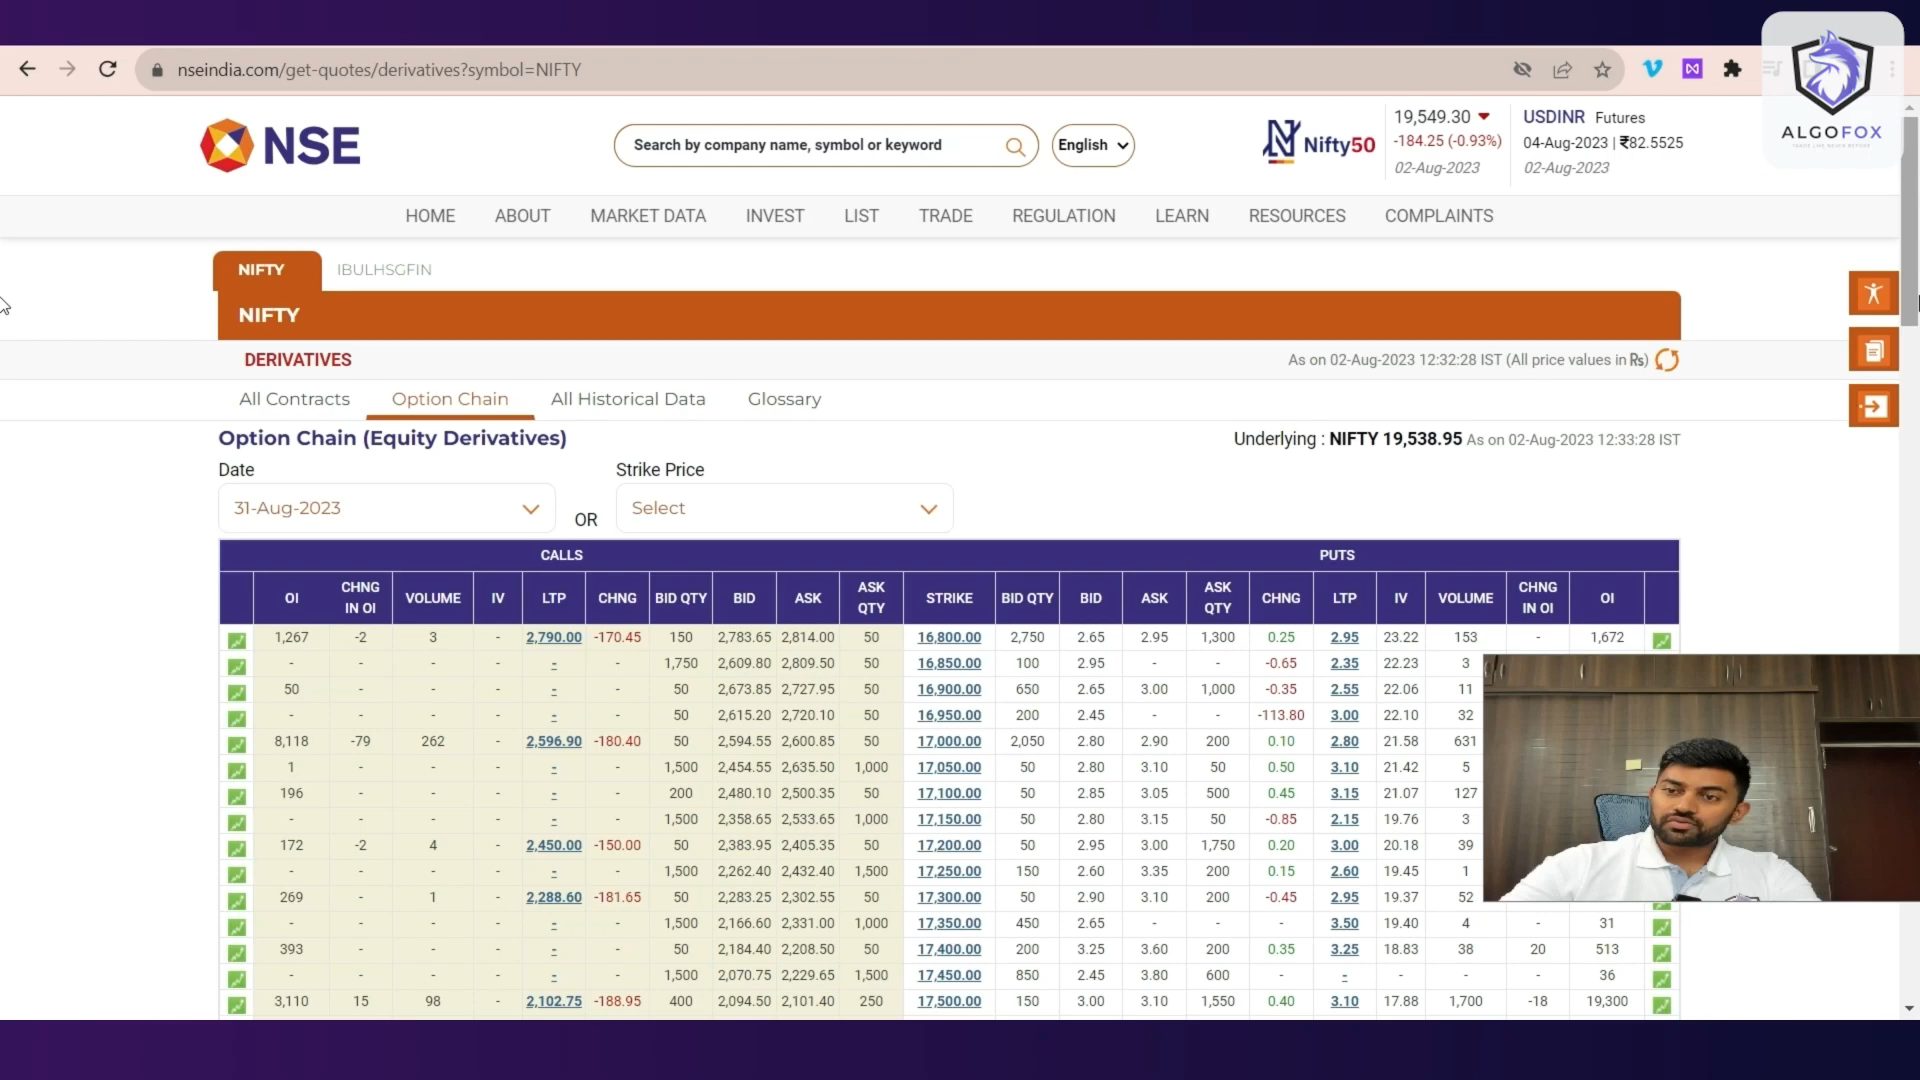 nseindia.com/get-quotes/derivatives?symbol=NIFTY
ALGOFOX
NSE
Search by company name, symbol or keyword
English
Nifty50
19,549.30
-184.25 (-0.93%)
02-Aug-2023
USDINR Futures
04-Aug-2023 | ₹82.5525
02-Aug-2023
HOME ABOUT MARKET DATA INVEST LIST TRADE REGULATION LEARN RESOURCES COMPLAINTS
NIFTY IBULHSGFIN
NIFTY
DERIVATIVES As on 02-Aug-2023 12:32:28 IST (All price values in ₨)
All Contracts Option Chain All Historical Data Glossary
Option Chain (Equity Derivatives) Underlying : NIFTY 19,538.95 As on 02-Aug-2023 12:33:28 IST
Date Strike Price
31-Aug-2023 OR Select
CALLS PUTS
OI CHNG IN OI VOLUME IV LTP CHNG BID QTY BID ASK ASK QTY STRIKE BID QTY BID ASK ASK QTY CHNG LTP IV VOLUME CHNG IN OI OI
1,267 -2 3 - 2,790.00 -170.45 150 2,783.65 2,814.00 50 16,800.00 2,750 2.65 2.95 1,300 0.25 2.95 23.22 153 - 1,672
- - - - - - 1,750 2,609.80 2,809.50 50 16,850.00 100 2.95 - - -0.65 2.35 22.23 3
50 - - - - - 50 2,673.85 2,727.95 50 16,900.00 650 2.65 3.00 1,000 -0.35 2.55 22.06 11
- - - - - - 50 2,615.20 2,720.10 50 16,950.00 200 2.45 - - -113.80 3.00 22.10 32
8,118 -79 262 - 2,596.90 -180.40 50 2,594.55 2,600.85 50 17,000.00 2,050 2.80 2.90 200 0.10 2.80 21.58 631
1 - - - - - 1,500 2,454.55 2,635.50 1,000 17,050.00 50 2.80 3.10 50 0.50 3.10 21.42 5
196 - - - - - 200 2,480.10 2,500.35 50 17,100.00 50 2.85 3.05 500 0.45 3.15 21.07 127
- - - - - - 1,500 2,358.65 2,533.65 1,000 17,150.00 50 2.80 3.15 50 -0.85 2.15 19.76 3
172 -2 4 - 2,450.00 -150.00 50 2,383.95 2,405.35 50 17,200.00 50 2.95 3.00 1,750 0.20 3.00 20.18 39
- - - - - - 1,500 2,262.40 2,432.40 1,500 17,250.00 150 2.60 3.35 200 0.15 2.60 19.45 1
269 - 1 - 2,288.60 -181.65 50 2,283.25 2,302.55 50 17,300.00 50 2.90 3.10 200 -0.45 2.95 19.37 52
- - - - - - 1,500 2,166.60 2,331.00 1,000 17,350.00 450 2.65 - - - 3.50 19.40 4 - 31
393 - - - - - 50 2,184.40 2,208.50 50 17,400.00 200 3.25 3.60 200 0.35 3.25 18.83 38 20 513
- - - - - - 1,500 2,070.75 2,229.65 1,500 17,450.00 850 2.45 3.80 600 - - - - - 36
3,110 15 98 - 2,102.75 -188.95 400 2,094.50 2,101.40 250 17,500.00 150 3.00 3.10 1,550 0.40 3.10 17.88 1,700 -18 19,300